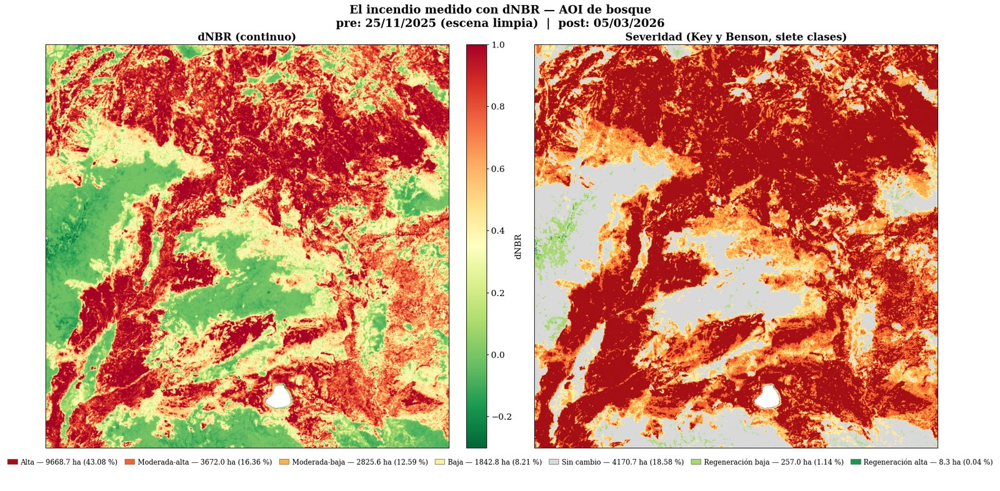 El incendio medido con dNBR — AOI de bosque
pre: 25/11/2025 (escena limpia) | post: 05/03/2026
dNBR (continuo)
Severidad (Key y Benson, siete clases)
1.0
0.8
0.6
0.4
0.2
0.0
−0.2
dNBR
Alta — 9668.7 ha (43.08 %)
Moderada-alta — 3672.0 ha (16.36 %)
Moderada-baja — 2825.6 ha (12.59 %)
Baja — 1842.8 ha (8.21 %)
Sin cambio — 4170.7 ha (18.58 %)
Regeneración baja — 257.0 ha (1.14 %)
Regeneración alta — 8.3 ha (0.04 %)